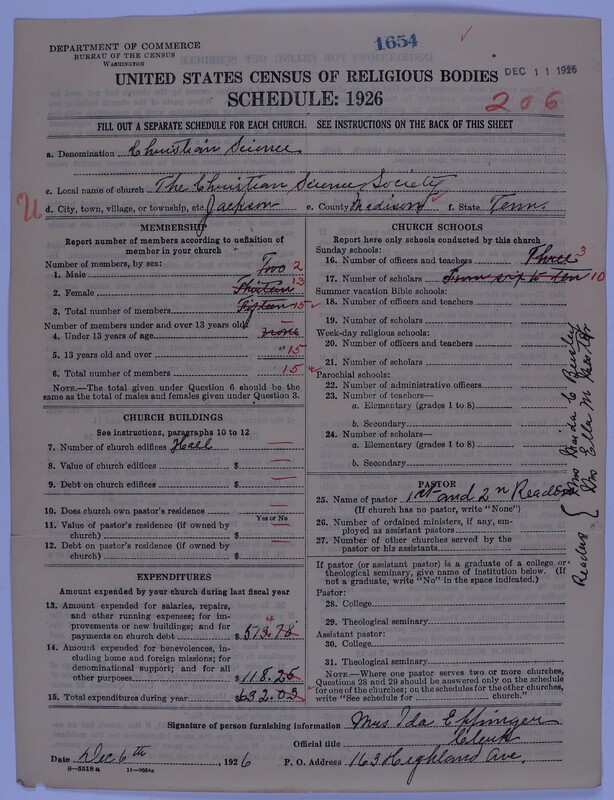 1654
DEPARTMENT OF COMMERCE
BUREAU OF THE CENSUS
WASHINGTON
UNITED STATES CENSUS OF RELIGIOUS BODIES
DEC 11 1926
SCHEDULE: 1926
206
FILL OUT A SEPARATE SCHEDULE FOR EACH CHURCH. SEE INSTRUCTIONS ON THE BACK OF THIS SHEET
a. Denomination Christian Science
c. Local name of church The Christian Science Society
U d. City, town, village, or township, etc. Jackson e. County Madison f. State Tenn.
MEMBERSHIP
Report number of members according to definition of
member in your church
Number of members, by sex:
1. Male Two 2
2. Female Thirteen 13
3. Total number of members Fifteen 15
Number of members under and over 13 years old:
4. Under 13 years of age none
5. 13 years old and over "15
6. Total number of members 15
NOTE.—The total given under Question 6 should be
the same as the total of males and females given under Question 3.
CHURCH BUILDINGS
See instructions, paragraphs 10 to 12
7. Number of church edifices Hall
8. Value of church edifices $
9. Debt on church edifices $
10. Does church own pastor's residence
Yes or No
11. Value of pastor's residence (if owned by
church) $
12. Debt on pastor's residence (if owned by
church) $
EXPENDITURES
Amount expended by your church during last fiscal year
13. Amount expended for salaries, repairs,
and other running expenses; for im-
provements or new buildings; and for
payments on church debt $ 513.78
4
14. Amount expended for benevolences,
including home and foreign missions; for
denominational support; and for all
other purposes $ 118.25
15. Total expenditures during year $ 632.03
CHURCH SCHOOLS
Report here only schools conducted by this church
Sunday schools:
16. Number of officers and teachers Three 3
17. Number of scholars From six to ten 10
Summer vacation Bible schools:
18. Number of officers and teachers
19. Number of scholars
Week-day religious schools:
20. Number of officers and teachers
21. Number of scholars
Parochial schools:
22. Number of administrative officers
23. Number of teachers—
a. Elementary (grades 1 to 8)
b. Secondary
24. Number of scholars—
a. Elementary (grades 1 to 8)
b. Secondary
PASTOR
25. Name of pastor 1st and 2n Readers
(If church has no pastor, write "None")
26. Number of ordained ministers, if any, em-
ployed as assistant pastors
27. Number of other churches served by the
pastor or his assistants
If pastor (or assistant pastor) is a graduate of a college or
theological seminary, give name of institution below. (If
not a graduate, write "No" in the space indicated.)
Pastor:
28. College
29. Theological seminary
Assistant pastor:
30. College
31. Theological seminary
NOTE.—Where one pastor serves two or more churches,
Questions 28 and 29 should be answered only on the schedule
for one of the churches; on the schedules for the other churches,
write "See schedule for church."
Readers { Mrs
Mrs Ella M
Signature of person furnishing information Mrs Ida Effinger
Official title Clerk
Date Dec 6th, 1926 P. O. Address 163 Highland Ave.